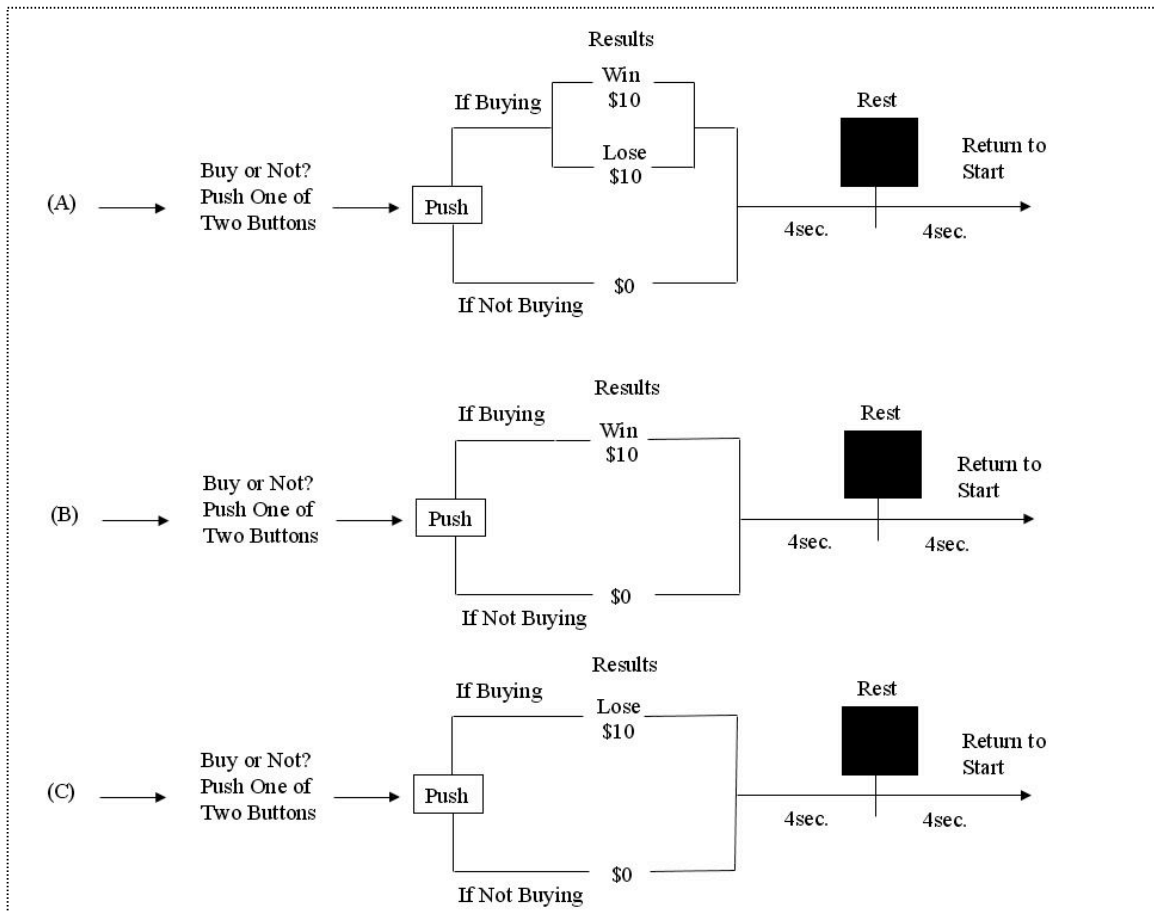 Results
Win
$10
If Buying
Rest
Lose
$10
Return to
Start
Buy or Not?
Push One of
Two Buttons
(A)
Push
4sec.
4sec.
$0
If Not Buying
Results
If Buying
Rest
Win
$10
Return to
Start
Buy or Not?
Push One of
Two Buttons
(B)
Push
4sec.
4sec.
$0
If Not Buying
Results
If Buying
Rest
Lose
$10
Return to
Start
Buy or Not?
Push One of
Two Buttons
(C)
Push
4sec.
4sec.
$0
If Not Buying